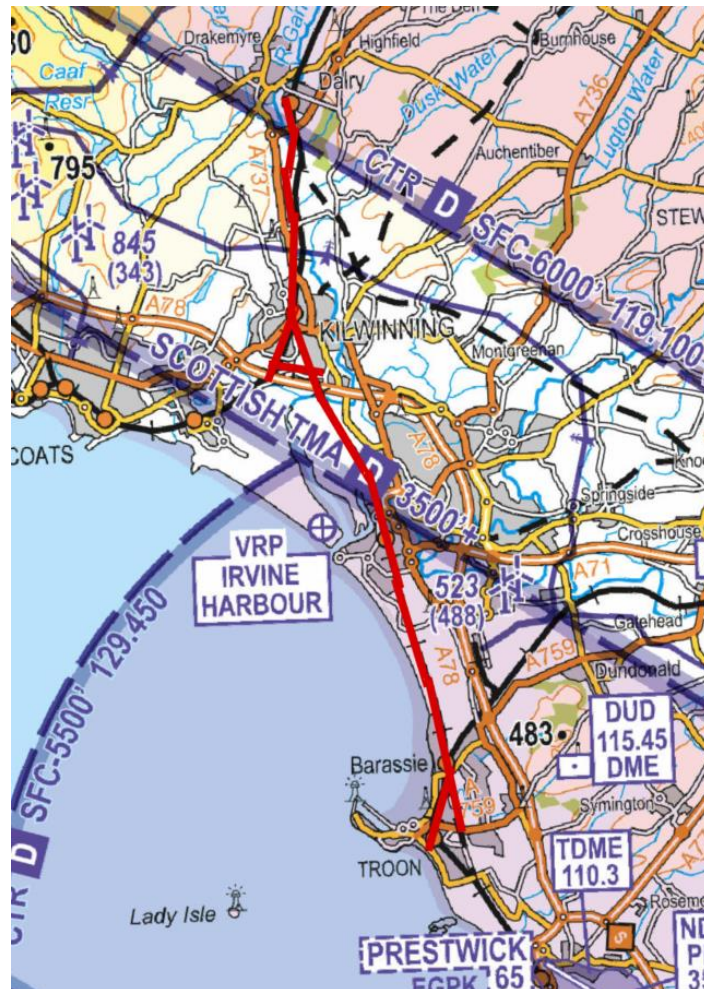 Drakemyre
Highfield
Burnhouse
Caaf
Resr
Dalry
Dusk Water
A736
Lugton Water
Auchentiber
795
A737
CTR D SFC-6000' 119.100
STEW
845
(343)
A78
KILWINNING
Montgreenan
SCOTTISH TMA D 3500'+
A78
COATS
Springside
Crosshouse
VRP
IRVINE
HARBOUR
523
(488)
A71
Gatehead
A78
A759
Dundonald
CTR D SFC-5500' 129.450
483
DUD
115.45
DME
Barassie
A
759
Symington
TROON
TDME
110.3
Lady Isle
S
PRESTWICK
EGPK 65